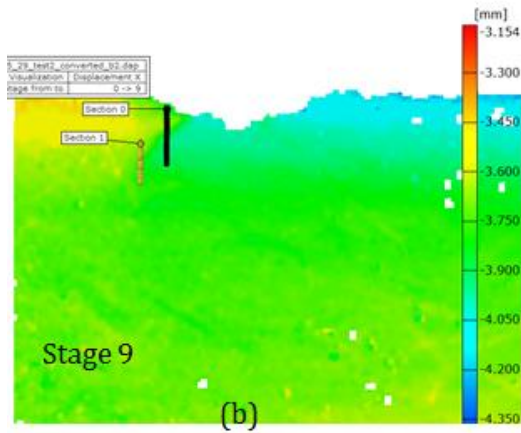 [mm]
-3.154
5_29_test2_converted_b2.dap
Visualization Displacement X
Stage from to 0 -> 9
-3.300
Section 0
-3.450
Section 1
-3.600
-3.750
-3.900
-4.050
-4.200
-4.350
Stage 9
(b)